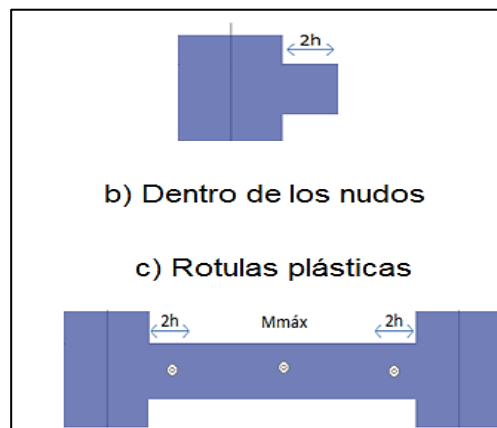 2h
b) Dentro de los nudos
c) Rotulas plásticas
2h Mmáx 2h